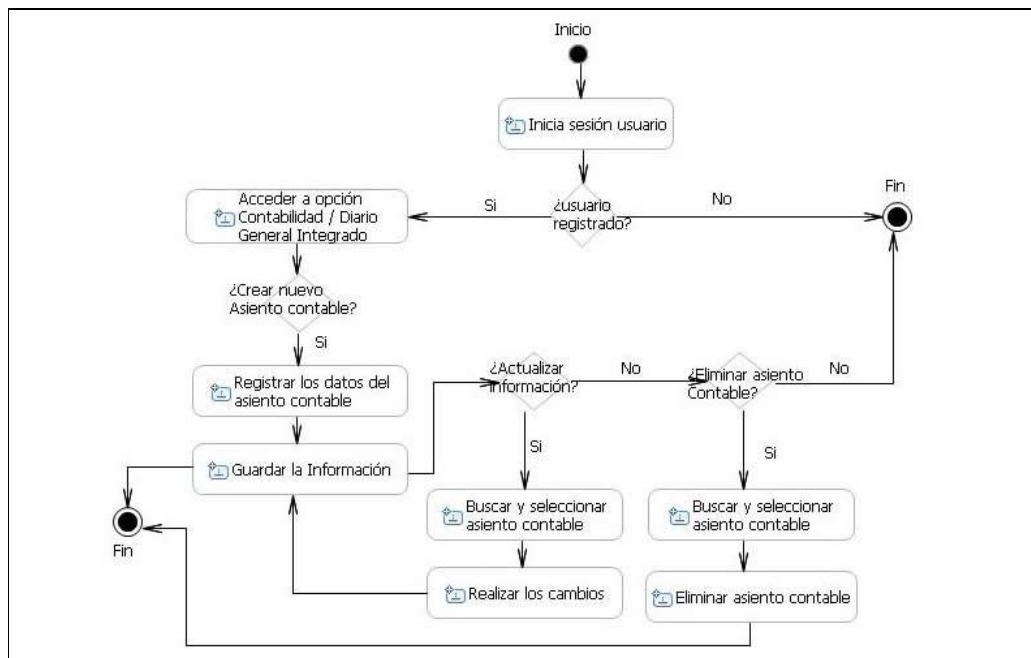 Inicio
Inicia sesión usuario
¿usuario
registrado?
Si
No
Fin
Acceder a opción
Contabilidad / Diario
General Integrado
¿Crear nuevo
Asiento contable?
Si
Registrar los datos del
asiento contable
Guardar la Información
Fin
¿Actualizar
información?
No
¿Eliminar asiento
Contable?
No
Si
Si
Buscar y seleccionar
asiento contable
Buscar y seleccionar
asiento contable
Realizar los cambios
Eliminar asiento contable